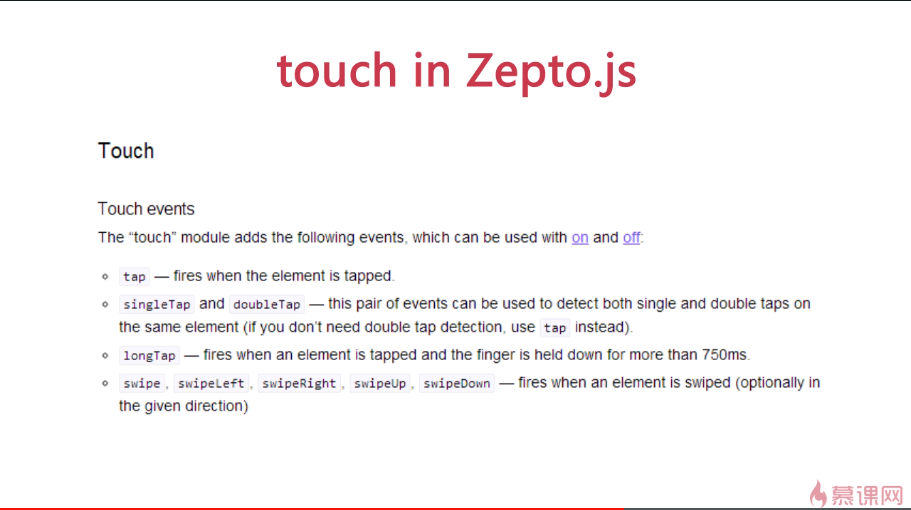 touch in Zepto.js
Touch
Touch events
The “touch” module adds the following events, which can be used with on and off:
tap — fires when the element is tapped.
singleTap and doubleTap — this pair of events can be used to detect both single and double taps on
the same element (if you don’t need double tap detection, use tap instead).
longTap — fires when an element is tapped and the finger is held down for more than 750ms.
swipe, swipeLeft, swipeRight, swipeUp, swipeDown — fires when an element is swiped (optionally in
the given direction)
慕课网